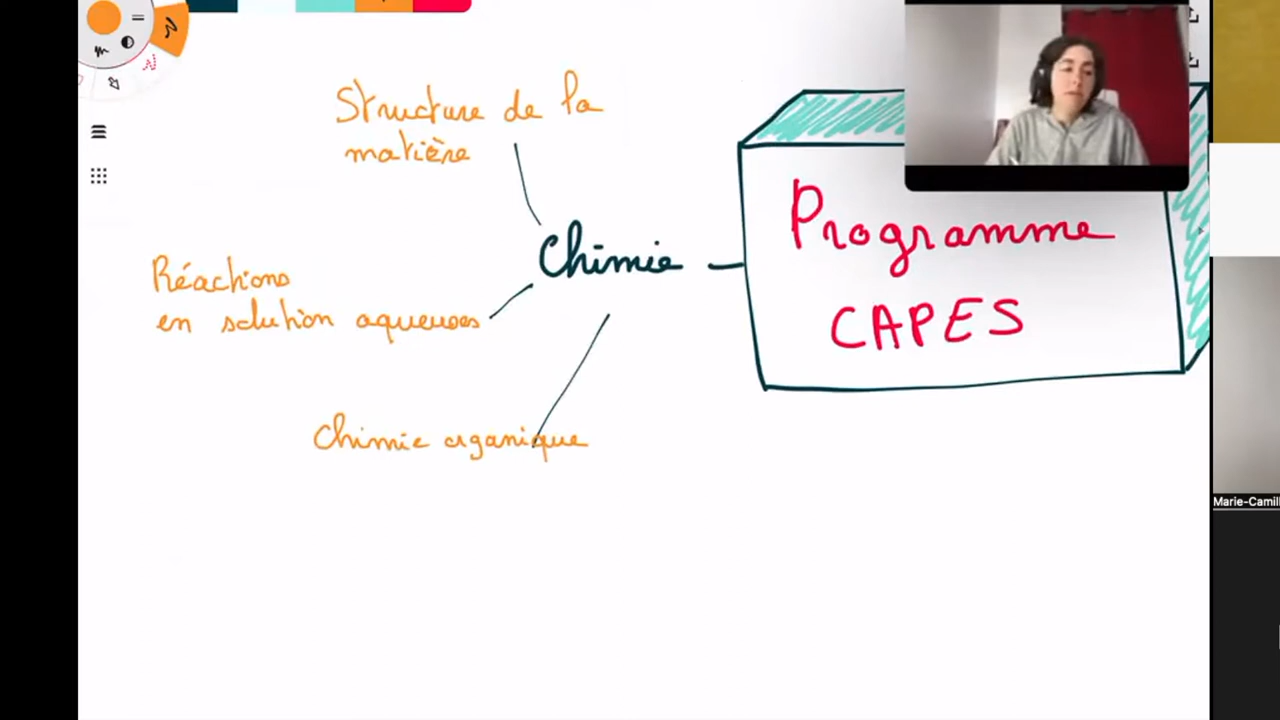 Structure de la
matière
Chimie
Programme
CAPES
Réactions
en solution aqueuses
Chimie organique
Marie-Camill